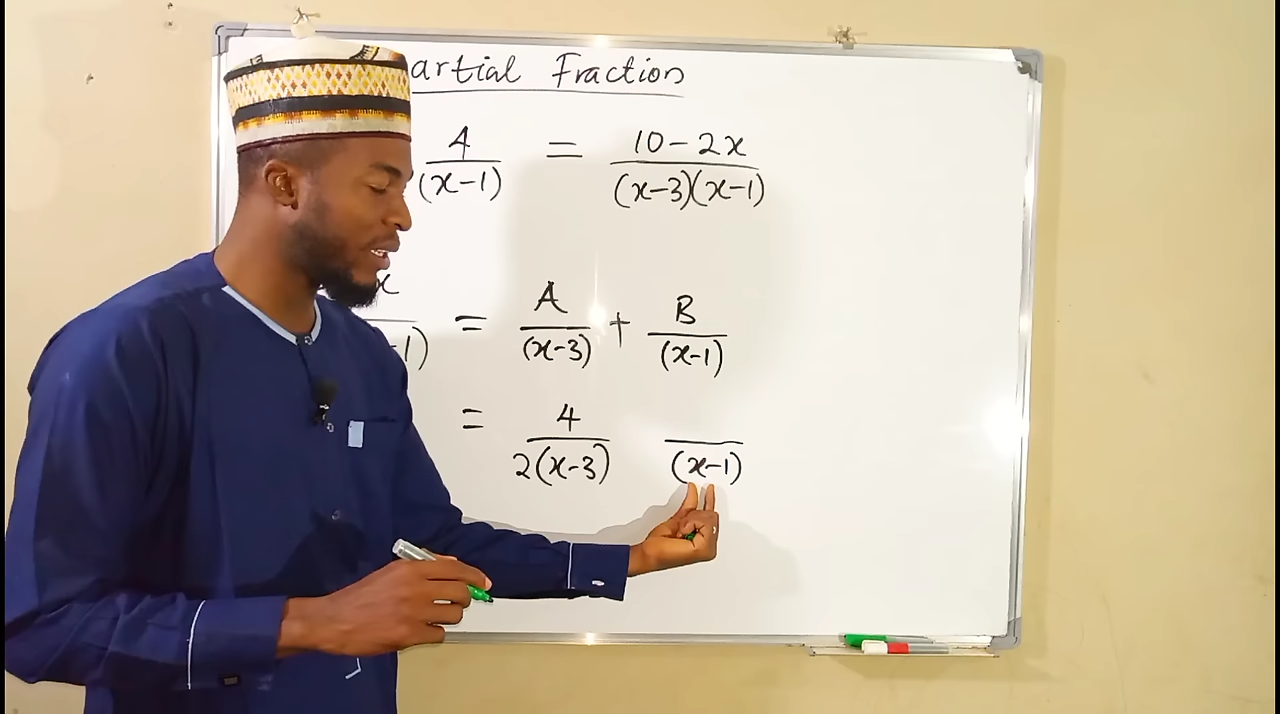 artial Fraction
4/(x-1) = 10-2x/(x-3)(x-1)
x/-1) = A/(x-3) + B/(x-1)
= 4/2(x-3) /(x-1)